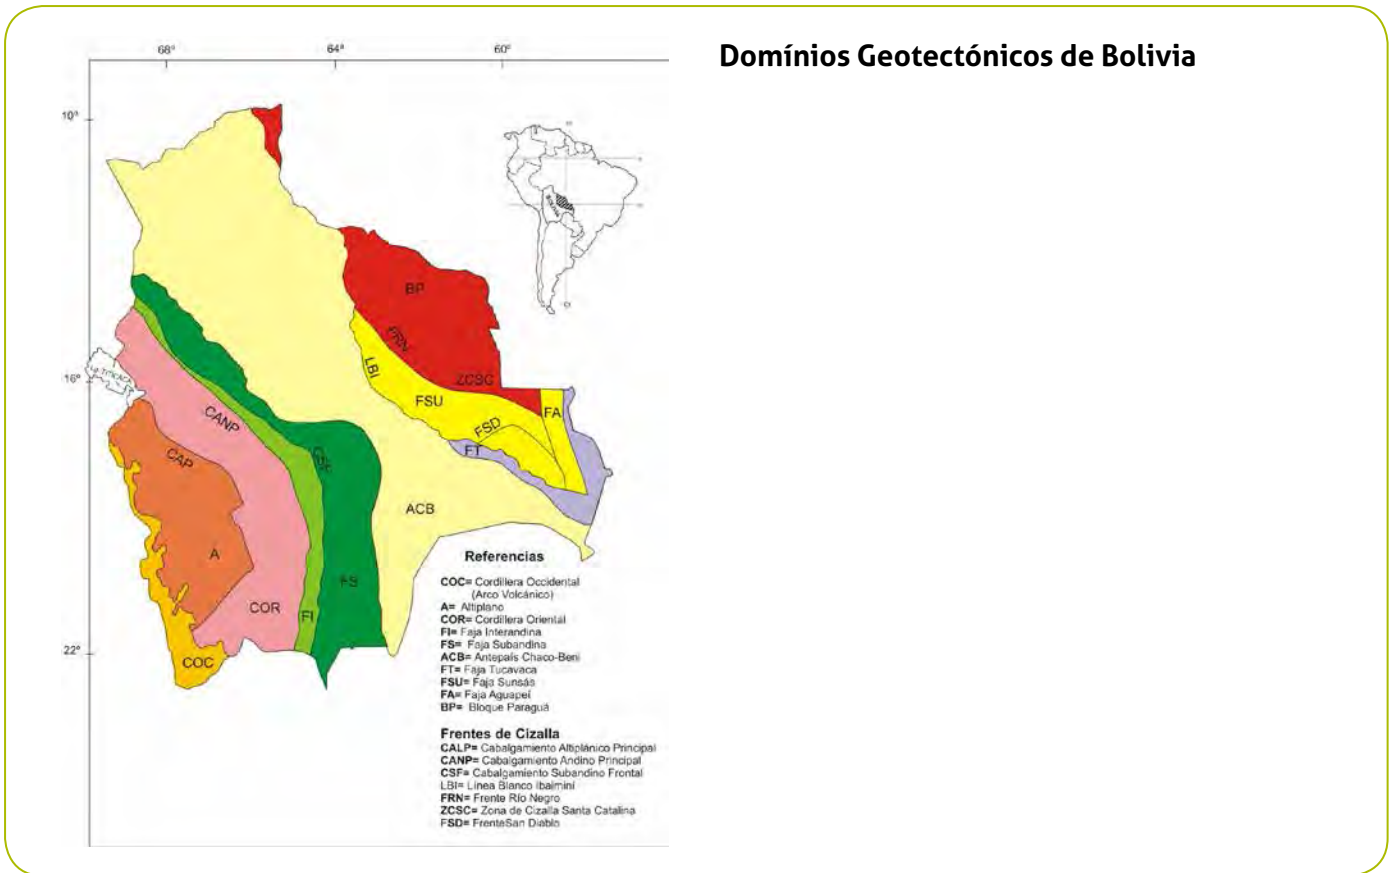 Domínios Geotectónicos de Bolivia
68°
64°
60°
10°
16°
22°
BOLIVIA
BP
FRN
LBI
ZCSC
FSU
FA
FSD
FT
CANP
CAP
CSF
ACB
A
FS
COR
FI
COC
Referencias
COC= Cordillera Occidental
(Arco Volcánico)
A= Altiplano
COR= Cordillera Oriental
FI= Faja Interandina
FS= Faja Subandina
ACB= Antepaís Chaco-Beni
FT= Faja Tucavaca
FSU= Faja Sunsás
FA= Faja Aguapeí
BP= Bloque Paraguá
Frentes de Cizalla
CALP= Cabalgamiento Altiplánico Principal
CANP= Cabalgamiento Andino Principal
CSF= Cabalgamiento Subandino Frontal
LBI= Línea Blanco Ibaimini
FRN= Frente Río Negro
ZCSC= Zona de Cizalla Santa Catalina
FSD= FrenteSan Diablo